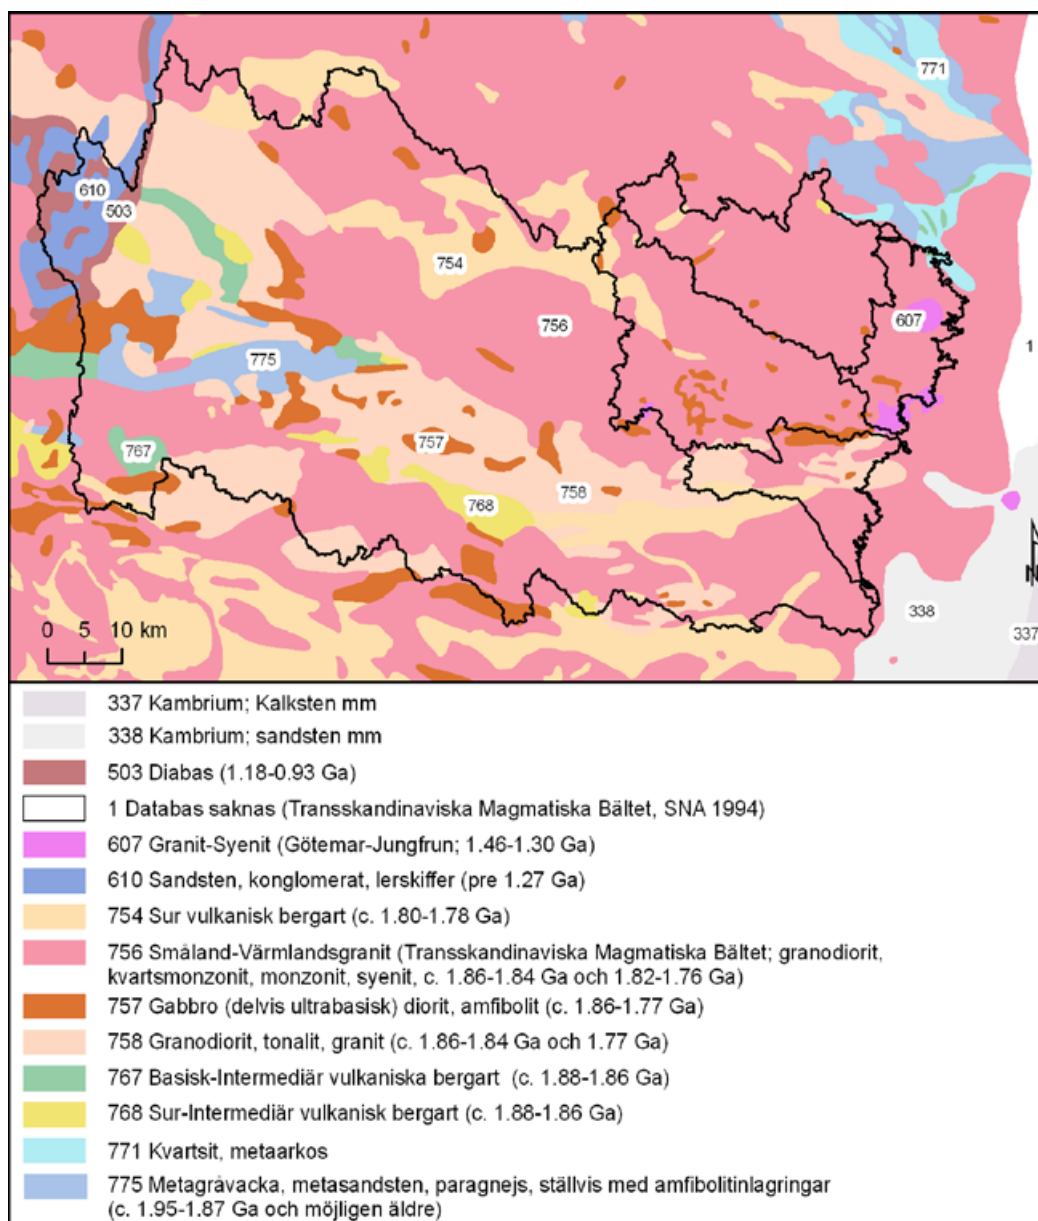 771
610
503
754
756
607
1
775
767
757
758
768
338
337
N
0 5 10 km
337 Kambrium; Kalksten mm
338 Kambrium; sandsten mm
503 Diabas (1.18-0.93 Ga)
1 Databas saknas (Transskandinaviska Magmatiska Bältet, SNA 1994)
607 Granit-Syenit (Götemar-Jungfrun; 1.46-1.30 Ga)
610 Sandsten, konglomerat, lerskiffer (pre 1.27 Ga)
754 Sur vulkanisk bergart (c. 1.80-1.78 Ga)
756 Småland-Värmlandsgranit (Transskandinaviska Magmatiska Bältet; granodiorit,
kvartsmonzonit, monzonit, syenit, c. 1.86-1.84 Ga och 1.82-1.76 Ga)
757 Gabbro (delvis ultrabasisk) diorit, amfibolit (c. 1.86-1.77 Ga)
758 Granodiorit, tonalit, granit (c. 1.86-1.84 Ga och 1.77 Ga)
767 Basisk-Intermediär vulkaniska bergart (c. 1.88-1.86 Ga)
768 Sur-Intermediär vulkanisk bergart (c. 1.88-1.86 Ga)
771 Kvartsit, metaarkos
775 Metagråvacka, metasandsten, paragnejs, ställvis med amfibolitinlagringar
(c. 1.95-1.87 Ga och möjligen äldre)